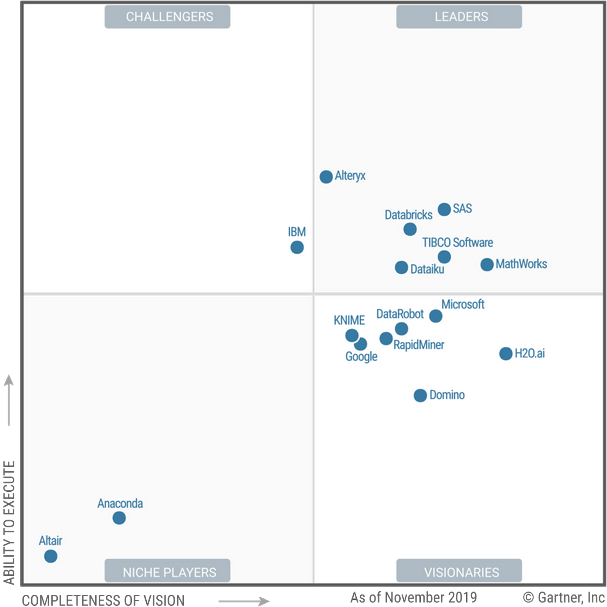 CHALLENGERS
LEADERS
Alteryx
SAS
Databricks
IBM
TIBCO Software
MathWorks
Dataiku
Microsoft
DataRobot
KNIME
RapidMiner
Google
H2O.ai
Domino
Anaconda
Altair
NICHE PLAYERS
VISIONARIES
ABILITY TO EXECUTE
COMPLETENESS OF VISION
As of November 2019
© Gartner, Inc